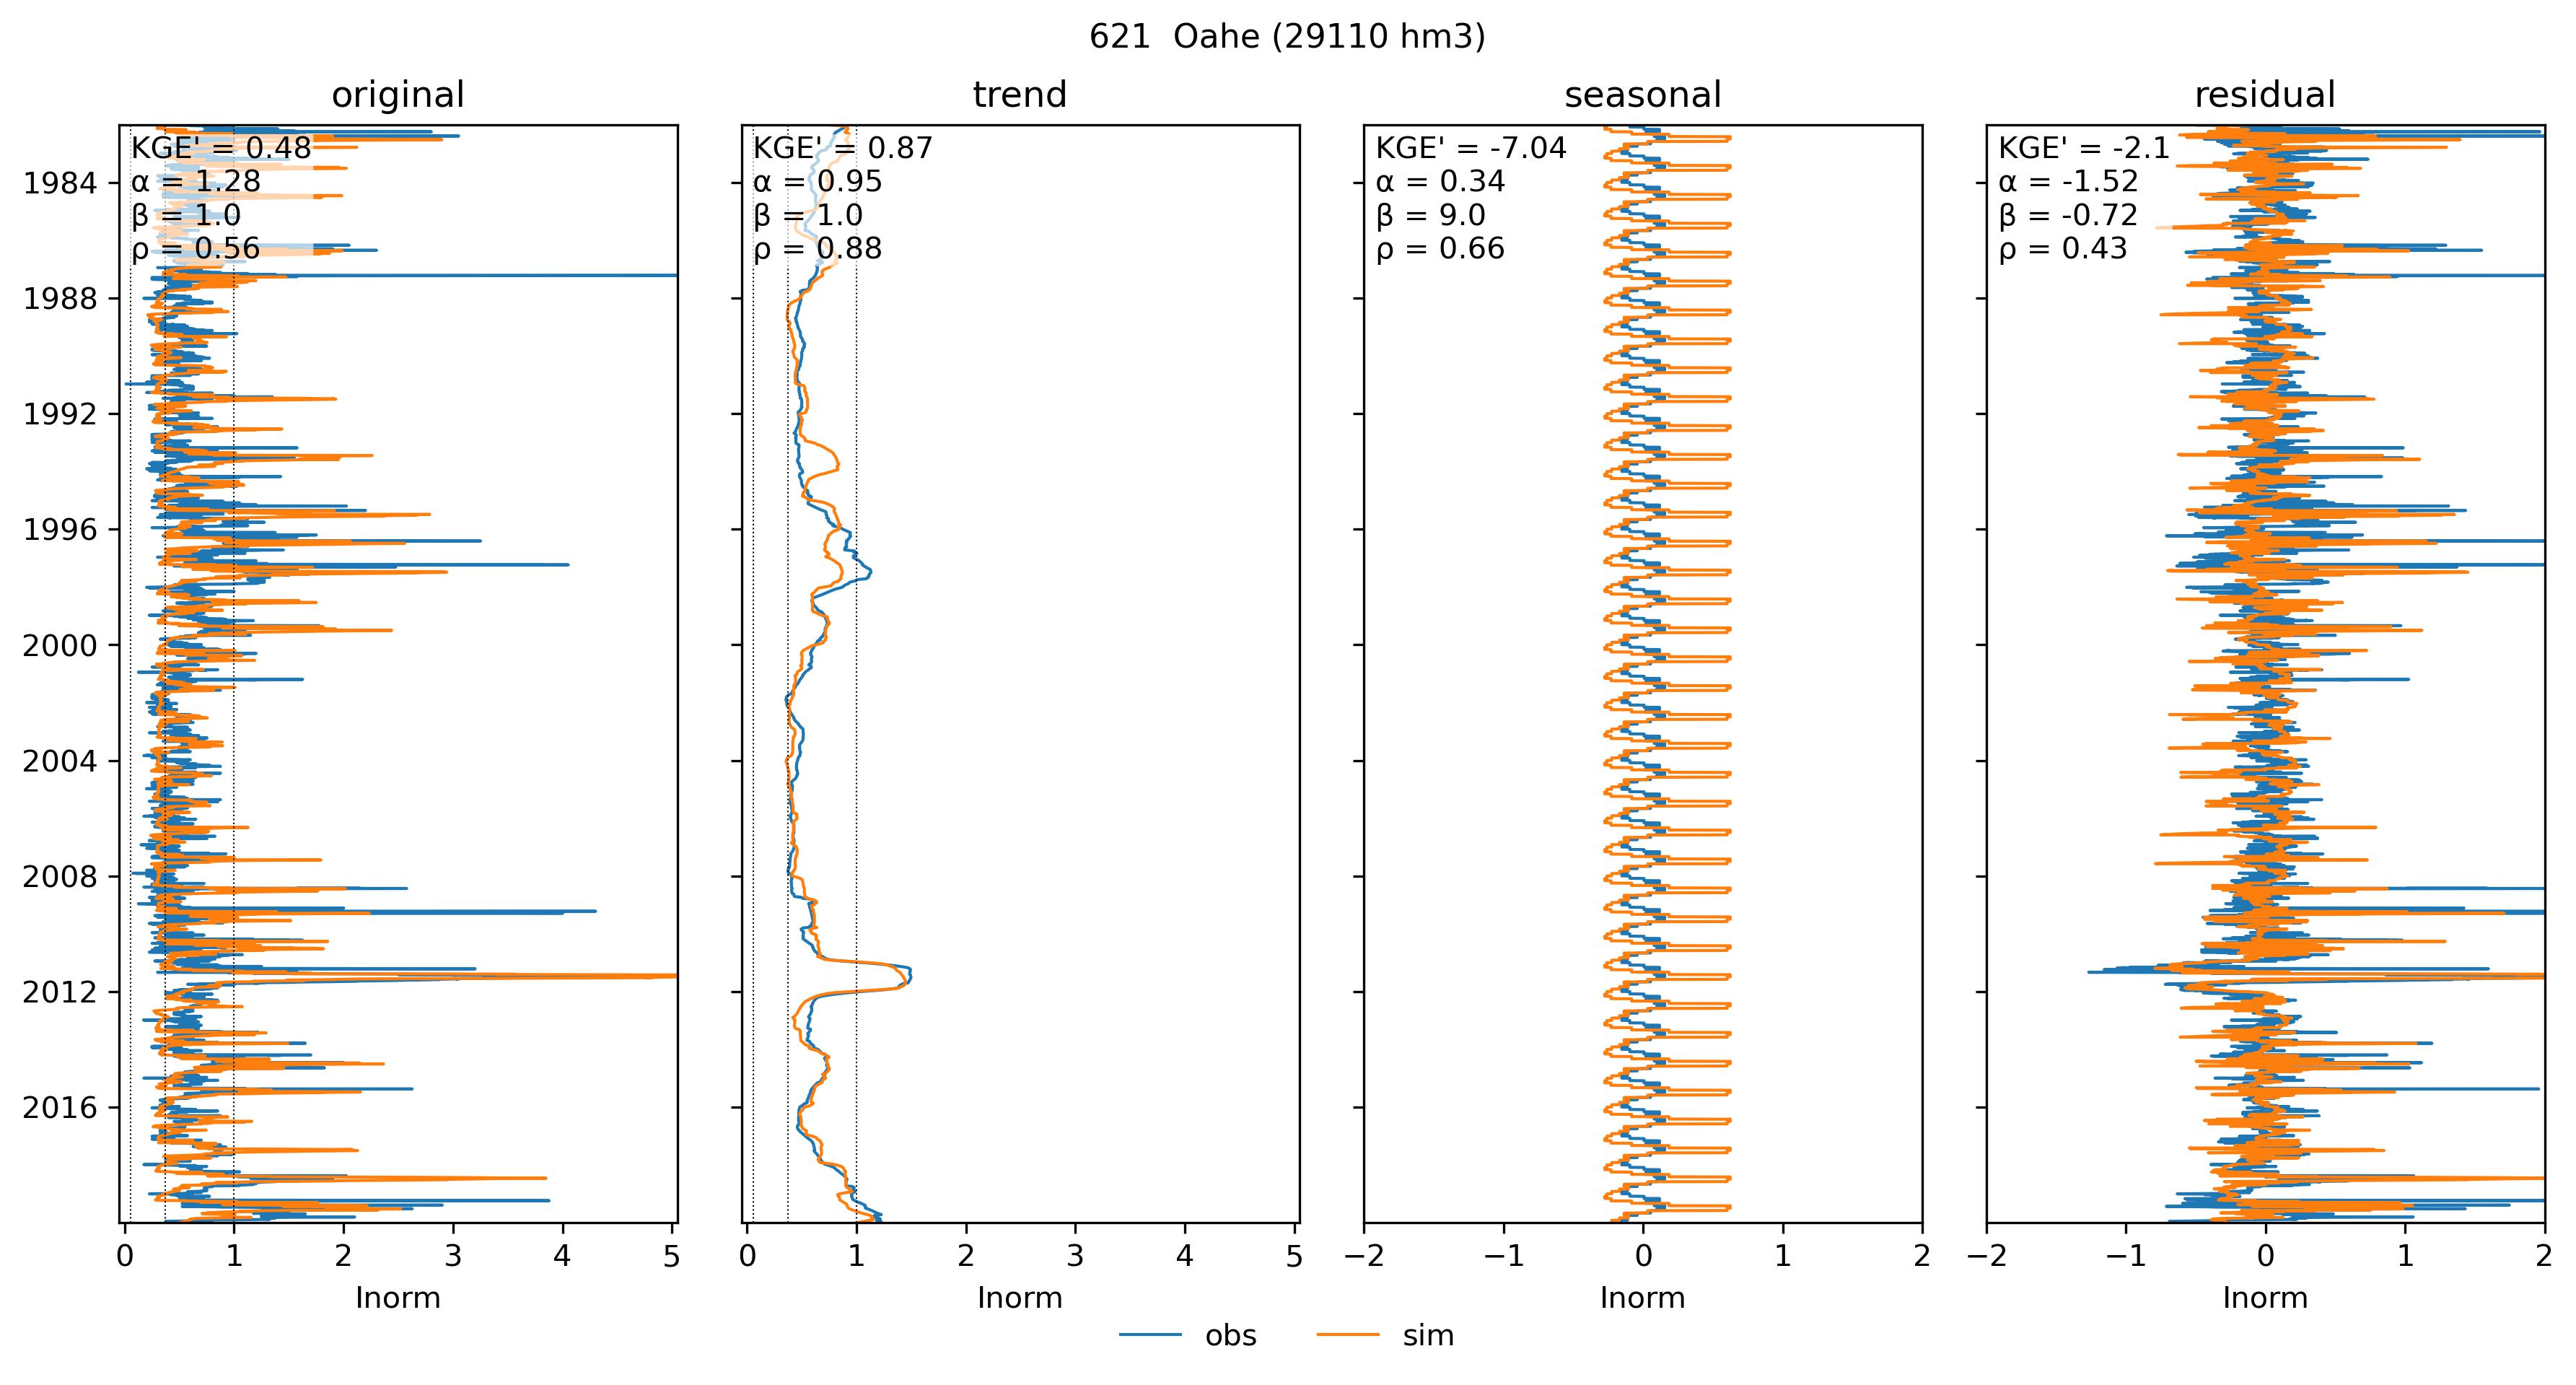 621  Oahe (29110 hm3)
original
trend
seasonal
residual
KGE' = 0.48
α = 1.28
β = 1.0
ρ = 0.56
KGE' = 0.87
α = 0.95
β = 1.0
ρ = 0.88
KGE' = -7.04
α = 0.34
β = 9.0
ρ = 0.66
KGE' = -2.1
α = -1.52
β = -0.72
ρ = 0.43
1984
1988
1992
1996
2000
2004
2008
2012
2016
0 1 2 3 4 5
0 1 2 3 4 5
−2 −1 0 1 2
−2 −1 0 1 2
Inorm
Inorm
Inorm
Inorm
obs
sim